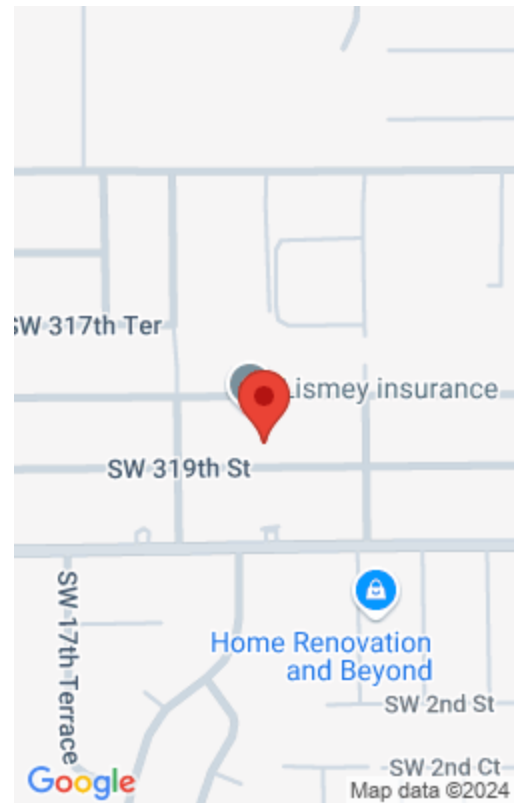 SW 317th Ter
Lismey insurance
SW 319th St
SW 17th Terrace
Home Renovation
and Beyond
SW 2nd St
SW 2nd Ct
Google
Map data ©2024